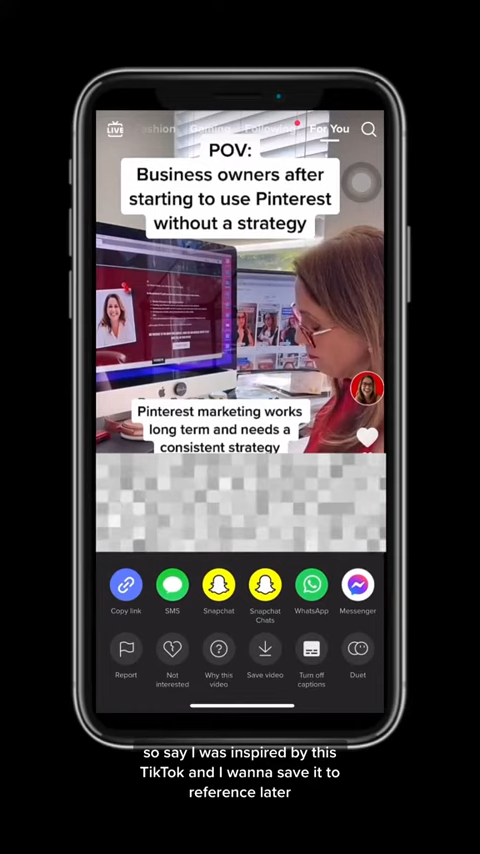 LIVE
Fashion Gaming Following For You
POV:
Business owners after
starting to use Pinterest
without a strategy
Pinterest marketing works
long term and needs a
consistent strategy
Copy link SMS Snapchat Snapchat Chats WhatsApp Messenger
Report Not interested Why this video Save video Turn off captions Duet
so say I was inspired by this
TikTok and I wanna save it to
reference later